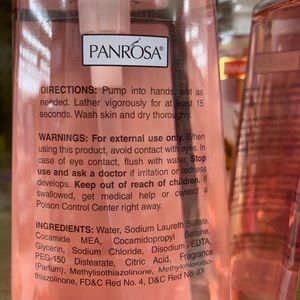 PANROSA®
DIRECTIONS: Pump into hands, wet as
needed. Lather vigorously for at least 15
seconds. Wash skin and dry thoroughly.
WARNINGS: For external use only. When
using this product, avoid contact with eyes. In
case of eye contact, flush with water. Stop
use and ask a doctor if irritation or redness
develops. Keep out of reach of children. If
swallowed, get medical help or contact a
Poison Control Center right away.
INGREDIENTS: Water, Sodium Laureth Sulfate,
Cocamide MEA, Cocamidopropyl Betaine,
Glycerin, Sodium Chloride, Disodium EDTA,
PEG-150 Distearate, Citric Acid, Fragrance
(Parfum), Methylisothiazolinone, Methylchloroiso-
thiazolinone, FD&C Red No. 4, D&C Red No. 33